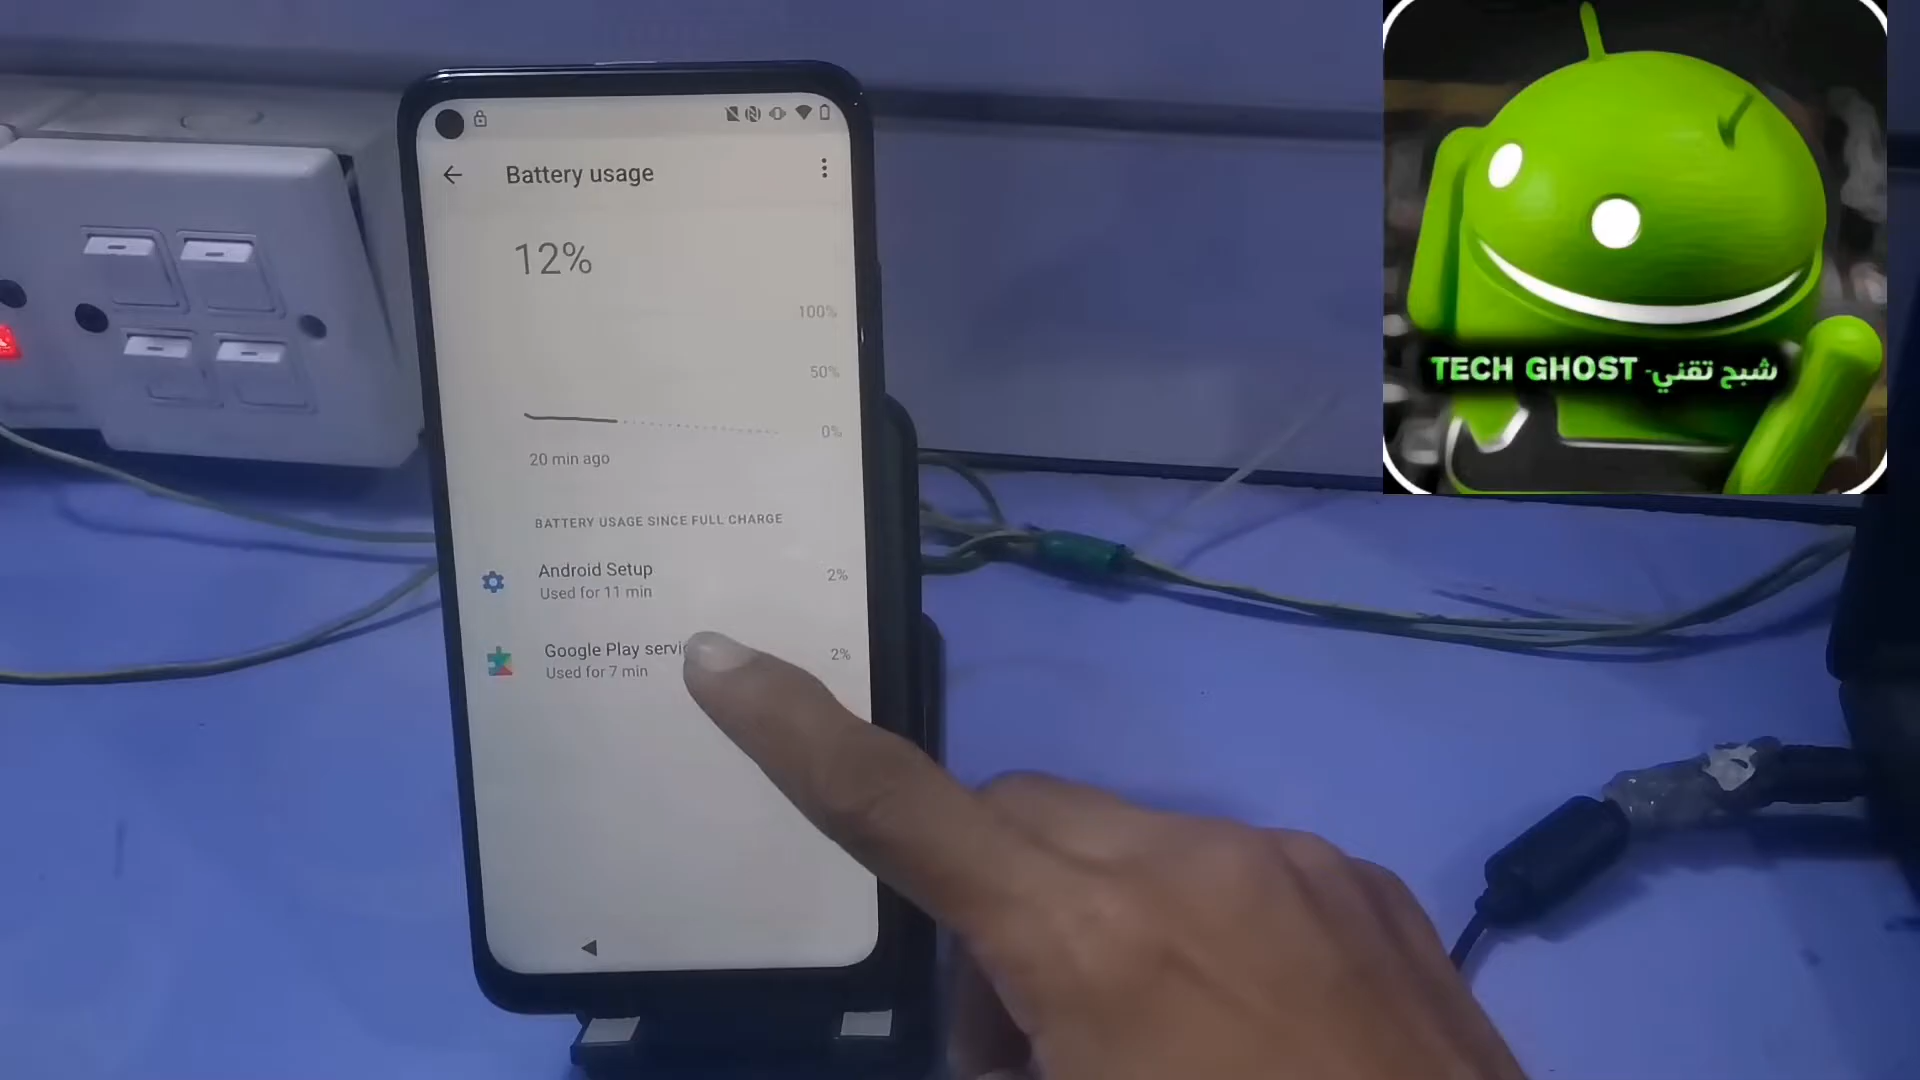 Battery usage
12%
100%
50%
0%
20 min ago
BATTERY USAGE SINCE FULL CHARGE
Android Setup
2%
Used for 11 min
Google Play servi
2%
Used for 7 min
TECH GHOST -شبح تقني